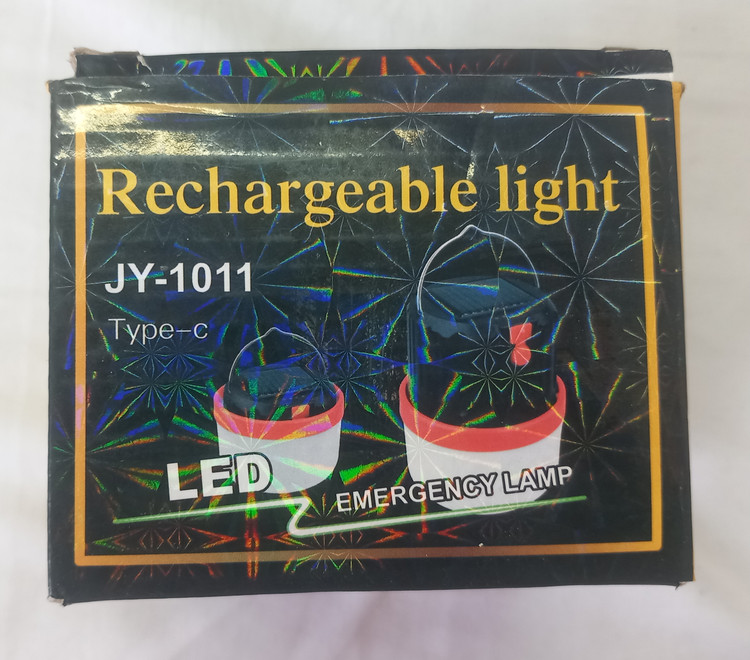 Rechargeable light
JY-1011
Type-c
LED
EMERGENCY LAMP